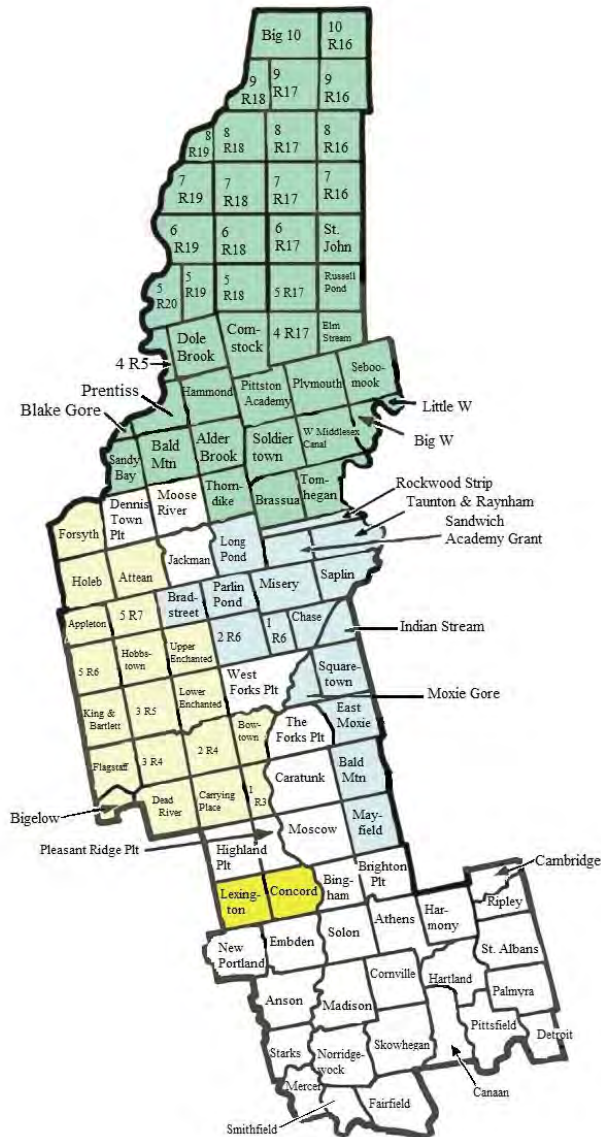 Big 10
10
R16
9
R18
9
R17
9
R16
8
R19
8
R18
8
R17
8
R16
7
R19
7
R18
7
R17
7
R16
6
R19
6
R18
6
R17
St.
John
5
R20
5
R19
5
R18
5 R17
Russell
Pond
4 R5
Dole
Brook
Com-
stock
4 R17
Elm
Stream
Prentiss
Hammond
Pittston
Academy
Plymouth
Seboo-
mook
Little W
Blake Gore
Big W
Sandy
Bay
Bald
Mtn
Alder
Brook
Soldier
town
W Middlesex
Canal
Dennis
Town
Plt
Moose
River
Thorn-
dike
Brassua
Tom-
hegan
Rockwood Strip
Taunton & Raynham
Sandwich
Academy Grant
Forsyth
Holeb
Attean
Jackman
Long
Pond
Saplin
Appleton
5 R7
Brad-
street
Parlin
Pond
Misery
Chase
Indian Stream
5 R6
Hobbs-
town
Upper
Enchanted
2 R6
1
R6
Square-
town
Moxie Gore
King &
Bartlett
3 R5
Lower
Enchanted
West
Forks Plt
East
Moxie
Flagstaff
3 R4
2 R4
Bow-
town
The
Forks Plt
Bigelow
Dead
River
Carrying
Place
1
R3
Caratunk
Bald
Mtn
Pleasant Ridge Plt
Highland
Plt
Moscow
May-
field
Lexing-
ton
Concord
Bing-
ham
Brighton
Plt
Cambridge
Ripley
New
Portland
Embden
Solon
Athens
Har-
mony
St. Albans
Anson
Madison
Cornville
Hartland
Palmyra
Starks
Norridge-
wock
Skowhegan
Pittsfield
Detroit
Mercer
Canaan
Smithfield
Fairfield